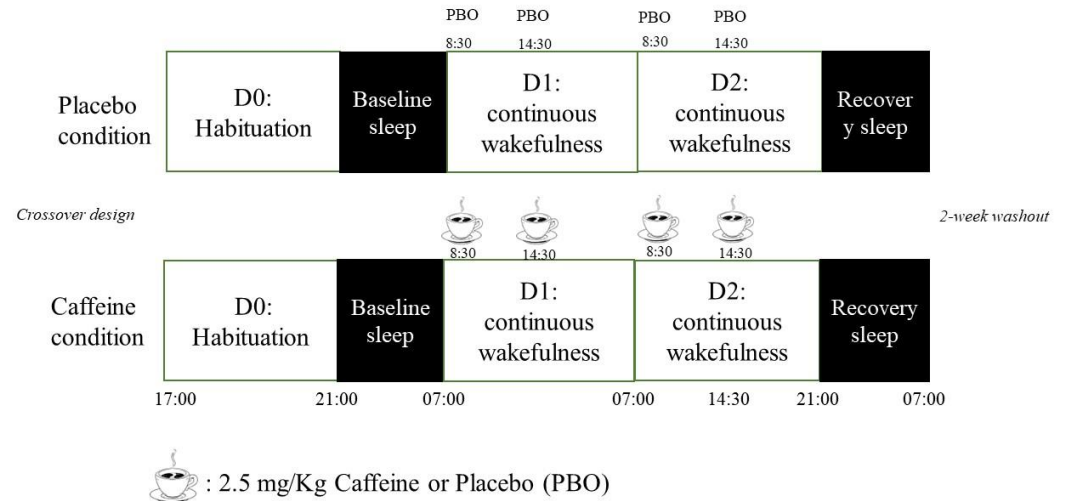 PBO PBO PBO PBO
8:30 14:30 8:30 14:30
Placebo
condition
D0:
Habituation
Baseline
sleep
D1:
continuous
wakefulness
D2:
continuous
wakefulness
Recover
y sleep
Crossover design
2-week washout
8:30 14:30 8:30 14:30
Caffeine
condition
D0:
Habituation
Baseline
sleep
D1:
continuous
wakefulness
D2:
continuous
wakefulness
Recovery
sleep
17:00 21:00 07:00 07:00 14:30 21:00 07:00
: 2.5 mg/Kg Caffeine or Placebo (PBO)